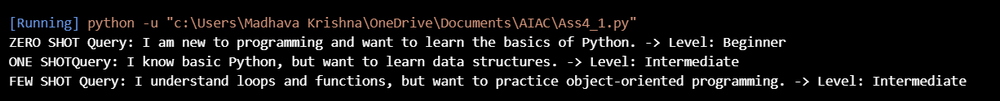 [Running] python -u "c:\Users\Madhava Krishna\OneDrive\Documents\AIAC\Ass4_1.py"
ZERO SHOT Query: I am new to programming and want to learn the basics of Python. -> Level: Beginner
ONE SHOTQuery: I know basic Python, but want to learn data structures. -> Level: Intermediate
FEW SHOT Query: I understand loops and functions, but want to practice object-oriented programming. -> Level: Intermediate